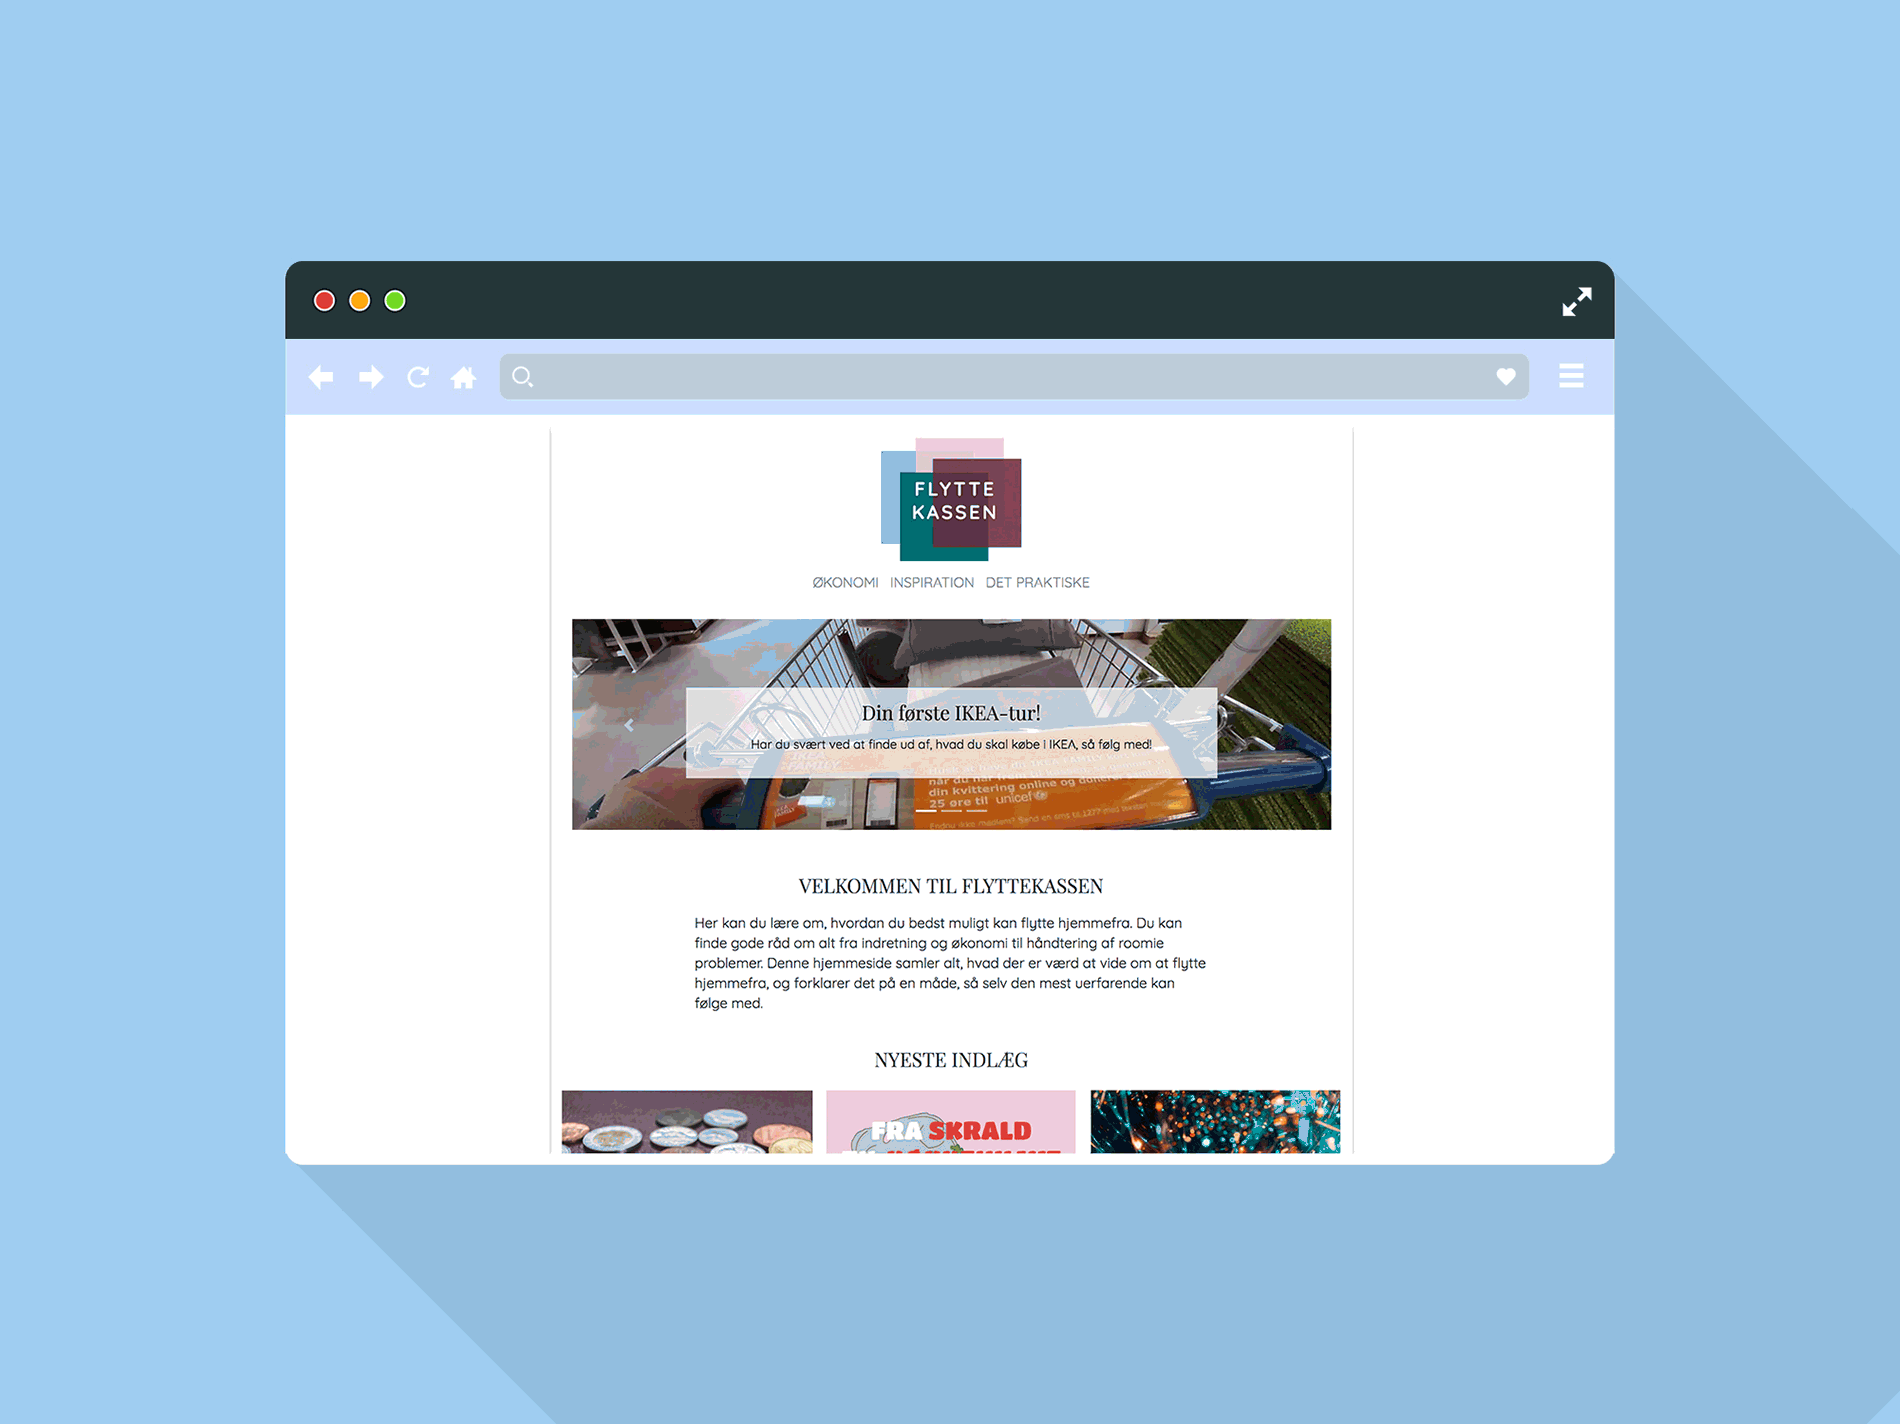 FLYTTE
KASSEN
ØKONOMI INSPIRATION DET PRAKTISKE
Din første IKEA-tur!
Har du svært ved at finde ud af, hvad du skal købe i IKEA, så følg med!
IKEA
FAMILY
når du har
din kvittering online og
25 øre til unicef
VELKOMMEN TIL FLYTTEKASSEN
Her kan du lære om, hvordan du bedst muligt kan flytte hjemmefra. Du kan
finde gode råd om alt fra indretning og økonomi til håndtering af roomie
problemer. Denne hjemmeside samler alt, hvad der er værd at vide om at flytte
hjemmefra, og forklarer det på en måde, så selv den mest uerfarende kan
følge med.
NYESTE INDLÆG
FRA SKRALD